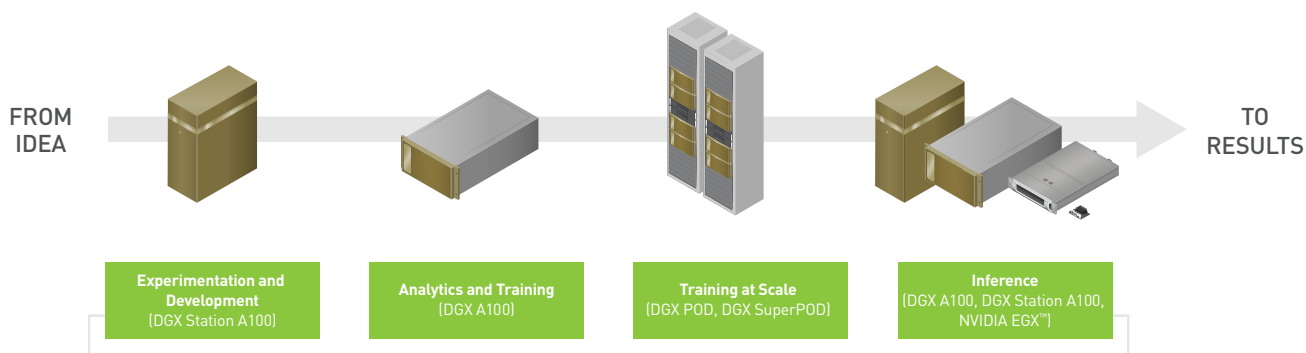 FROM
IDEA
TO
RESULTS
Experimentation and
Development
(DGX Station A100)
Analytics and Training
(DGX A100)
Training at Scale
(DGX POD, DGX SuperPOD)
Inference
(DGX A100, DGX Station A100,
NVIDIA EGX™)